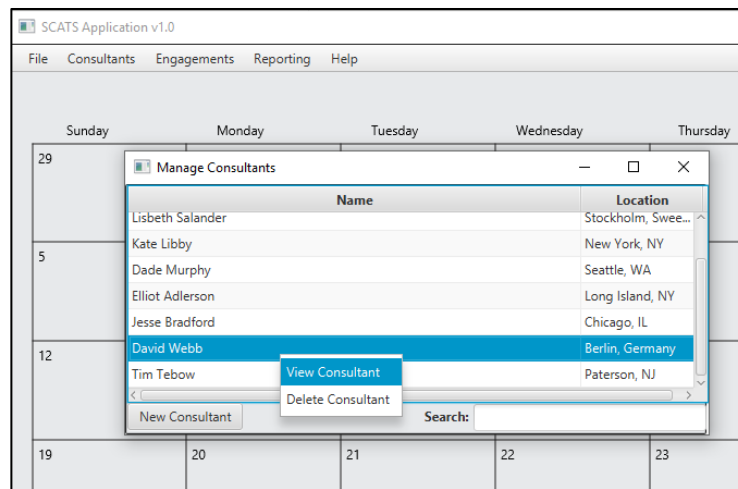 SCATS Application v1.0
File Consultants Engagements Reporting Help
Sunday Monday Tuesday Wednesday Thursday
29
Manage Consultants
Name Location
Lisbeth Salander Stockholm, Swee...
Kate Libby New York, NY
5
Dade Murphy Seattle, WA
Elliot Adlerson Long Island, NY
Jesse Bradford Chicago, IL
David Webb Berlin, Germany
12
View Consultant
Tim Tebow Paterson, NJ
Delete Consultant
New Consultant Search:
19 20 21 22 23